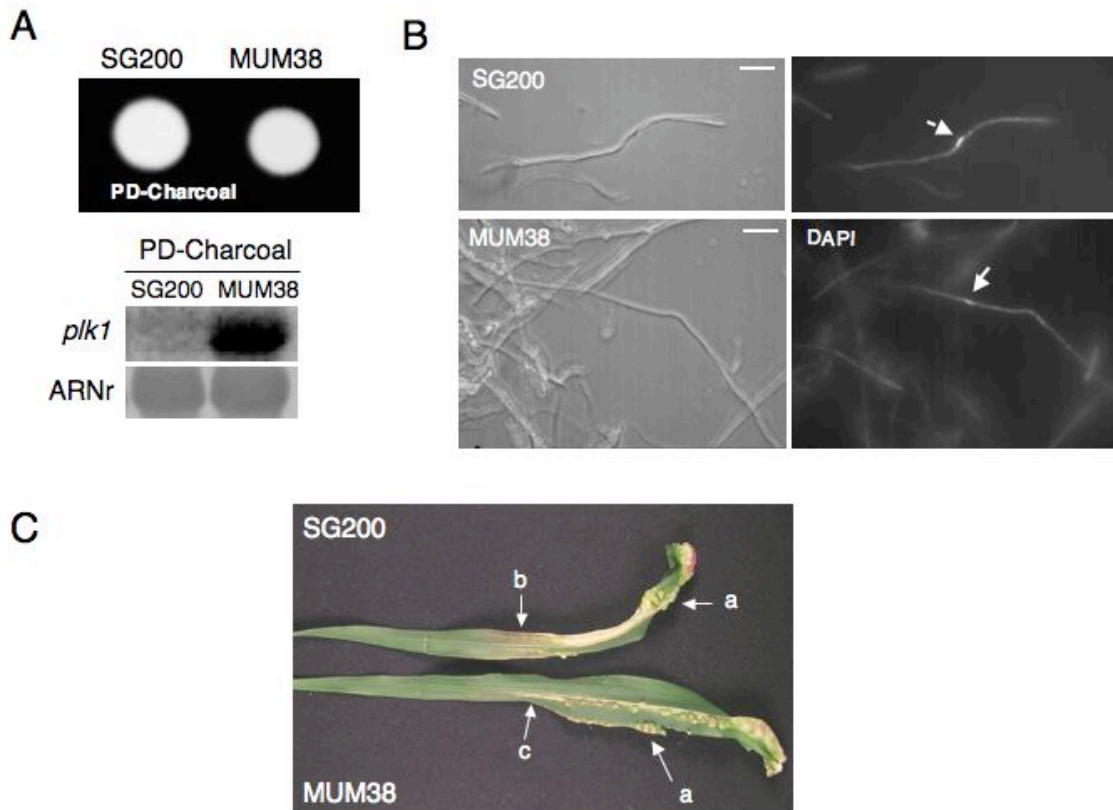 A
SG200 MUM38
PD-Charcoal
PD-Charcoal
SG200 MUM38
plk1
ARNr
B
SG200
MUM38
DAPI
C
SG200
b
a
c
a
MUM38